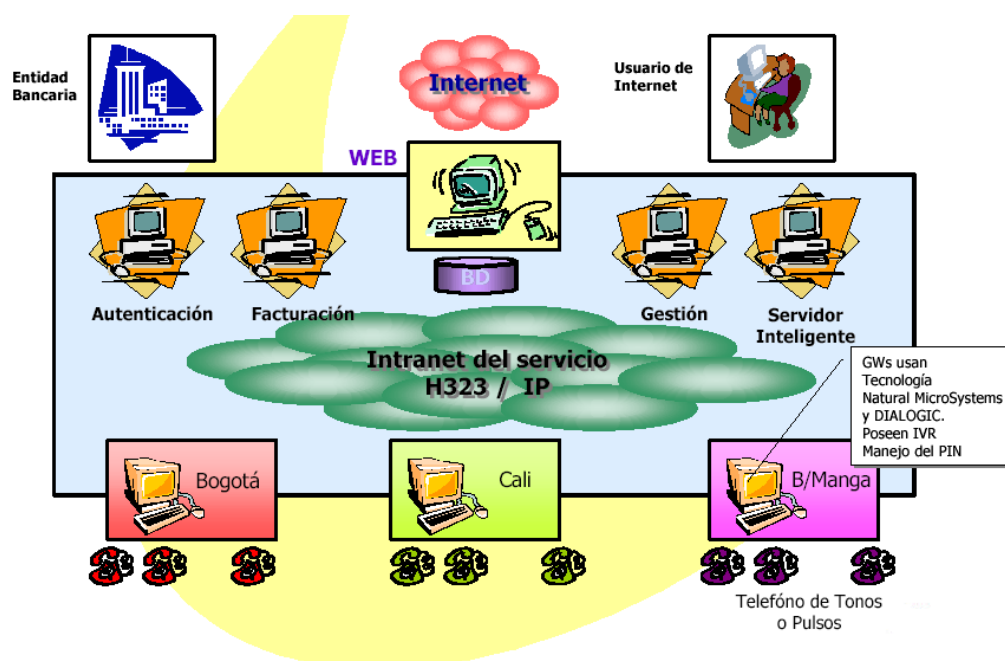 Entidad
Bancaria
Internet
Usuario de
Internet
WEB
BD
Autenticación
Facturación
Gestión
Servidor
Inteligente
Intranet del servicio
H323 / IP
GWs usan
Tecnología
Natural MicroSystems
y DIALOGIC.
Poseen IVR
Manejo del PIN
Bogotá
Cali
B/Manga
Telefóno de Tonos
o Pulsos